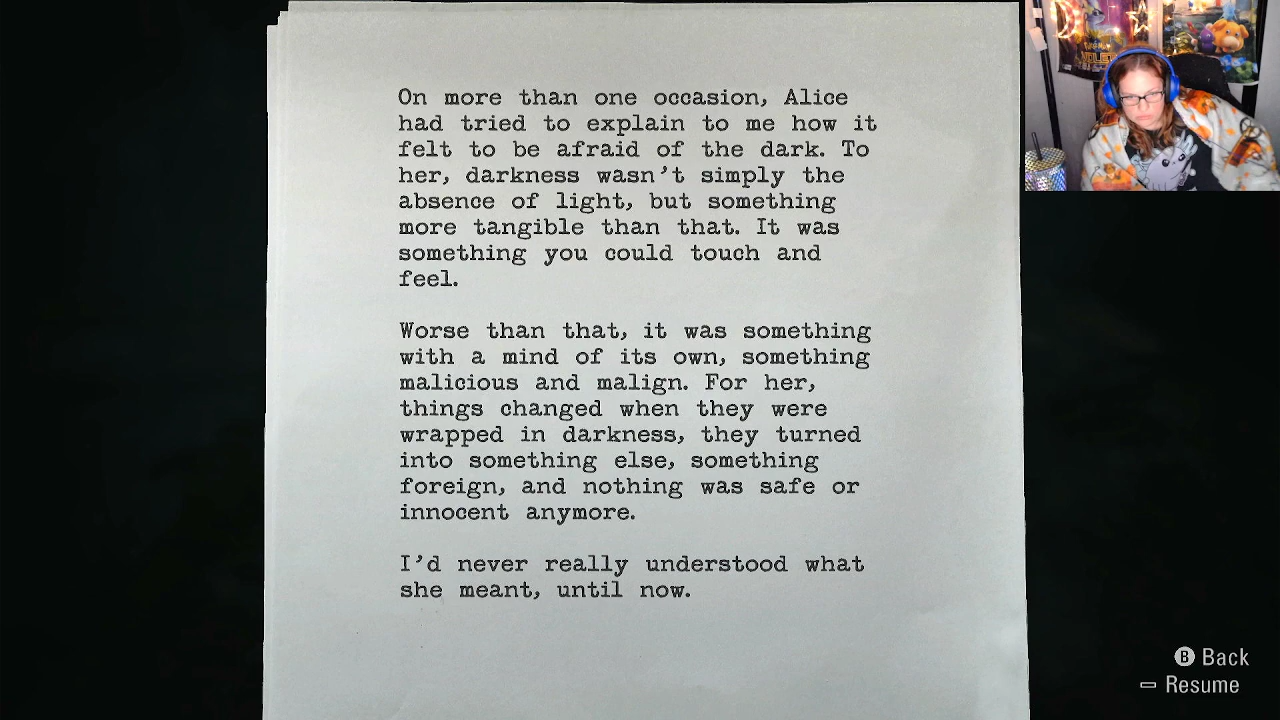 On more than one occasion, Alice
had tried to explain to me how it
felt to be afraid of the dark. To
her, darkness wasn't simply the
absence of light, but something
more tangible than that. It was
something you could touch and
feel.
Worse than that, it was something
with a mind of its own, something
malicious and malign. For her,
things changed when they were
wrapped in darkness, they turned
into something else, something
foreign, and nothing was safe or
innocent anymore.
I'd never really understood what
she meant, until now.
B Back
Resume